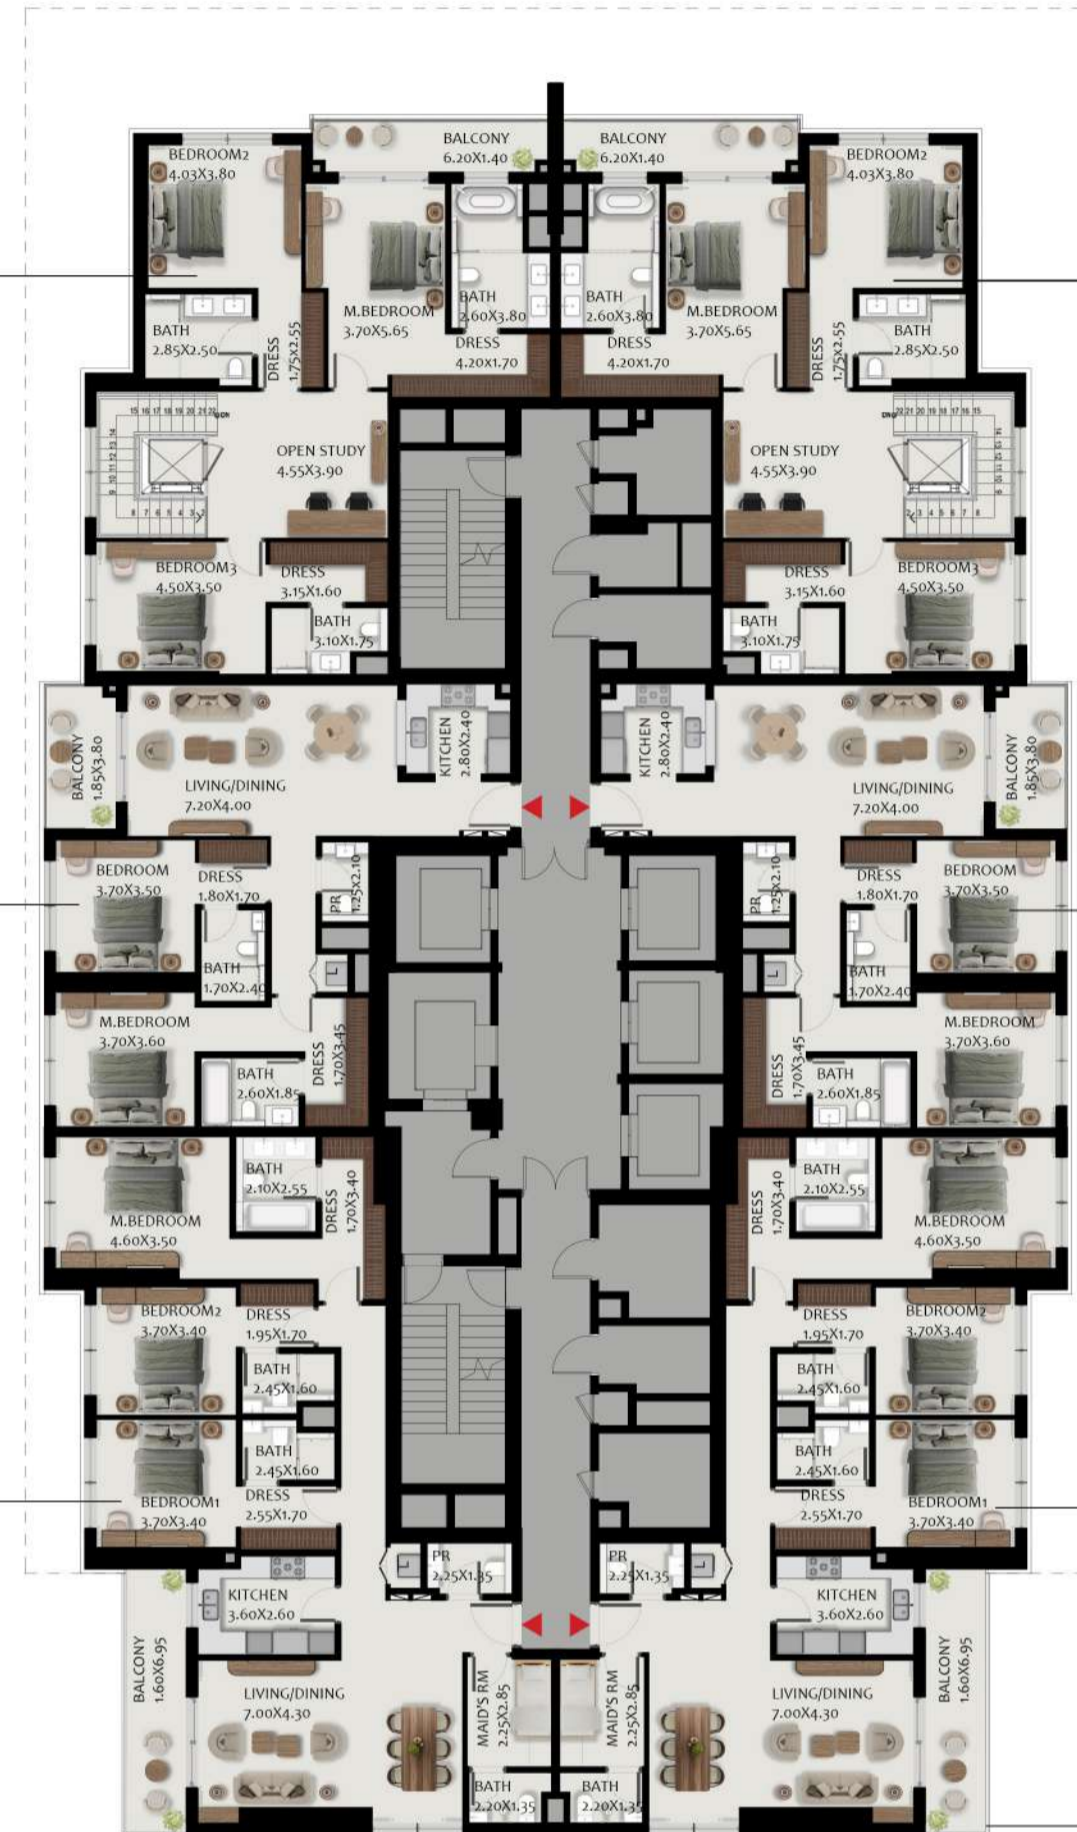 BALCONY
6.20X1.40
BALCONY
6.20X1.40
BEDROOM2
4.03X3.80
BEDROOM2
4.03X3.80
M.BEDROOM
3.70X5.65
BATH
2.60X3.80
BATH
2.60X3.80
M.BEDROOM
3.70X5.65
BATH
2.85X2.50
DRESS
1.75X2.55
DRESS
4.20X1.70
DRESS
4.20X1.70
DRESS
1.75X2.55
BATH
2.85X2.50
OPEN STUDY
4.55X3.90
OPEN STUDY
4.55X3.90
BEDROOM3
4.50X3.50
DRESS
3.15X1.60
DRESS
3.15X1.60
BEDROOM3
4.50X3.50
BATH
3.10X1.75
BATH
3.10X1.75
BALCONY
1.85X3.80
LIVING/DINING
7.20X4.00
KITCHEN
2.80X2.40
KITCHEN
2.80X2.40
LIVING/DINING
7.20X4.00
BALCONY
1.85X3.80
BEDROOM
3.70X3.50
DRESS
1.80X1.70
PR
1.25X2.10
PR
1.25X2.10
DRESS
1.80X1.70
BEDROOM
3.70X3.50
BATH
1.70X2.40
L
L
BATH
1.70X2.40
M.BEDROOM
3.70X3.60
DRESS
1.70X3.45
DRESS
1.70X3.45
M.BEDROOM
3.70X3.60
BATH
2.60X1.85
BATH
2.60X1.85
M.BEDROOM
4.60X3.50
BATH
2.10X2.55
DRESS
1.70X3.40
DRESS
1.70X3.40
BATH
2.10X2.55
M.BEDROOM
4.60X3.50
BEDROOM2
3.70X3.40
DRESS
1.95X1.70
DRESS
1.95X1.70
BEDROOM2
3.70X3.40
BATH
2.45X1.60
BATH
2.45X1.60
BATH
2.45X1.60
BATH
2.45X1.60
BEDROOM1
3.70X3.40
DRESS
2.55X1.70
DRESS
2.55X1.70
BEDROOM1
3.70X3.40
KITCHEN
3.60X2.60
L
PR
2.25X1.35
PR
2.25X1.35
L
KITCHEN
3.60X2.60
BALCONY
1.60X6.95
LIVING/DINING
7.00X4.30
MAID'S RM
2.25X2.85
MAID'S RM
2.25X2.85
LIVING/DINING
7.00X4.30
BALCONY
1.60X6.95
BATH
2.20X1.35
BATH
2.20X1.35